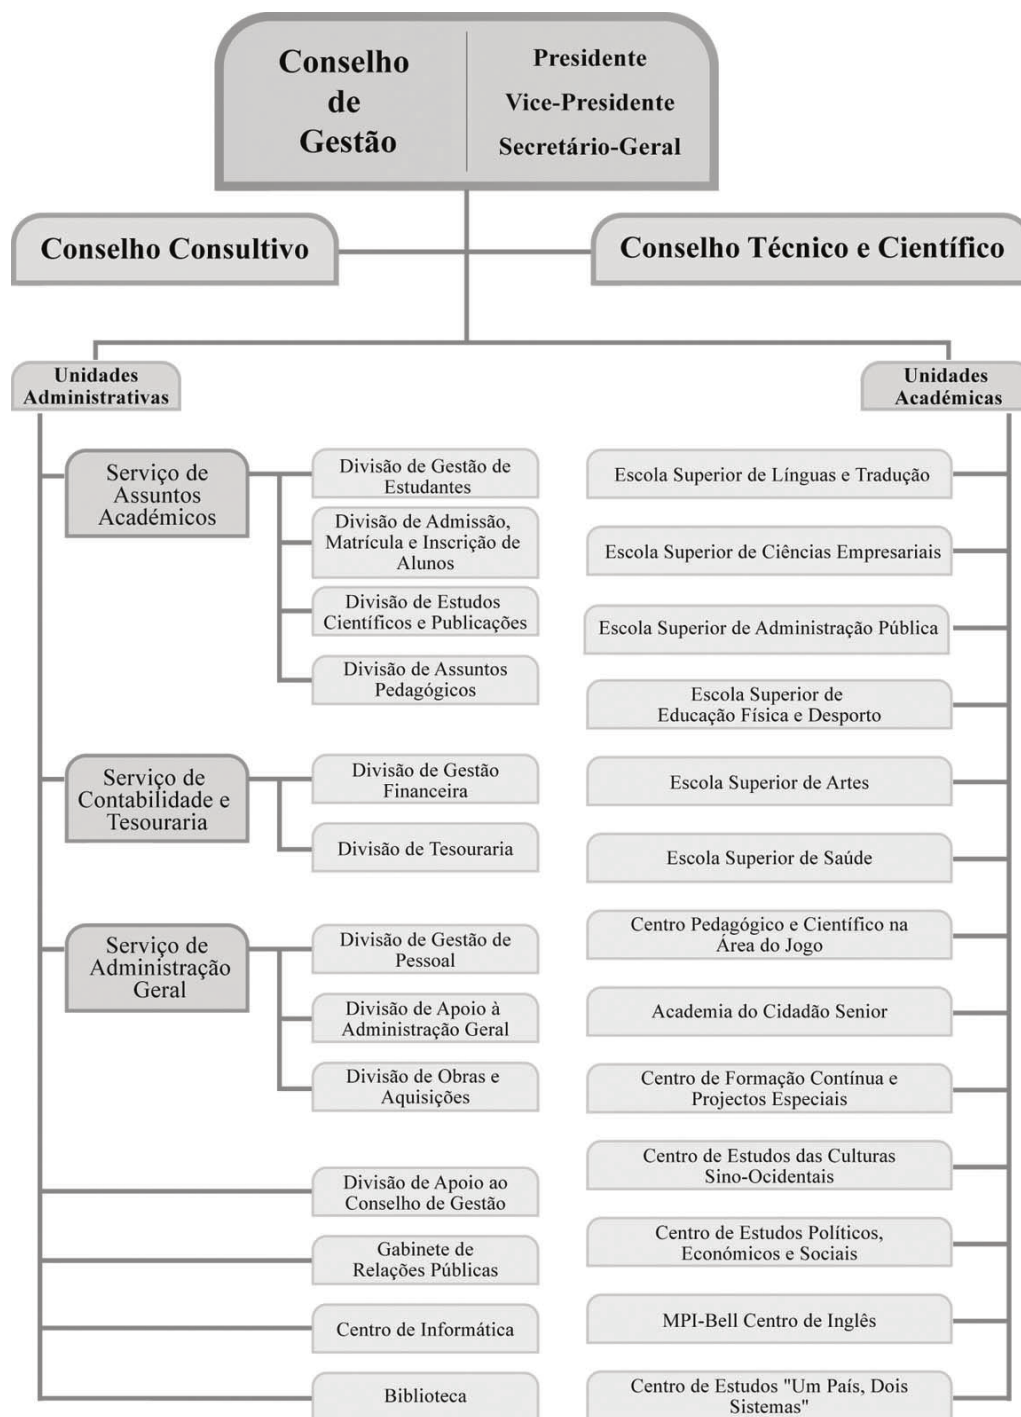 Conselho
de
Gestão
Presidente
Vice-Presidente
Secretário-Geral
Conselho Consultivo
Conselho Técnico e Científico
Unidades
Administrativas
Serviço de
Assuntos
Académicos
Divisão de Gestão de
Estudantes
Divisão de Admissão,
Matrícula e Inscrição de
Alunos
Divisão de Estudos
Científicos e Publicações
Divisão de Assuntos
Pedagógicos
Serviço de
Contabilidade e
Tesouraria
Divisão de Gestão
Financeira
Divisão de Tesouraria
Serviço de
Administração
Geral
Divisão de Gestão de
Pessoal
Divisão de Apoio à
Administração Geral
Divisão de Obras e
Aquisições
Divisão de Apoio ao
Conselho de Gestão
Gabinete de
Relações Públicas
Centro de Informática
Biblioteca
Unidades
Académicas
Escola Superior de Línguas e Tradução
Escola Superior de Ciências Empresariais
Escola Superior de Administração Pública
Escola Superior de
Educação Física e Desporto
Escola Superior de Artes
Escola Superior de Saúde
Centro Pedagógico e Científico na
Área do Jogo
Academia do Cidadão Senior
Centro de Formação Contínua e
Projectos Especiais
Centro de Estudos das Culturas
Sino-Ocidentais
Centro de Estudos Políticos,
Económicos e Sociais
MPI-Bell Centro de Inglês
Centro de Estudos "Um País, Dois
Sistemas"